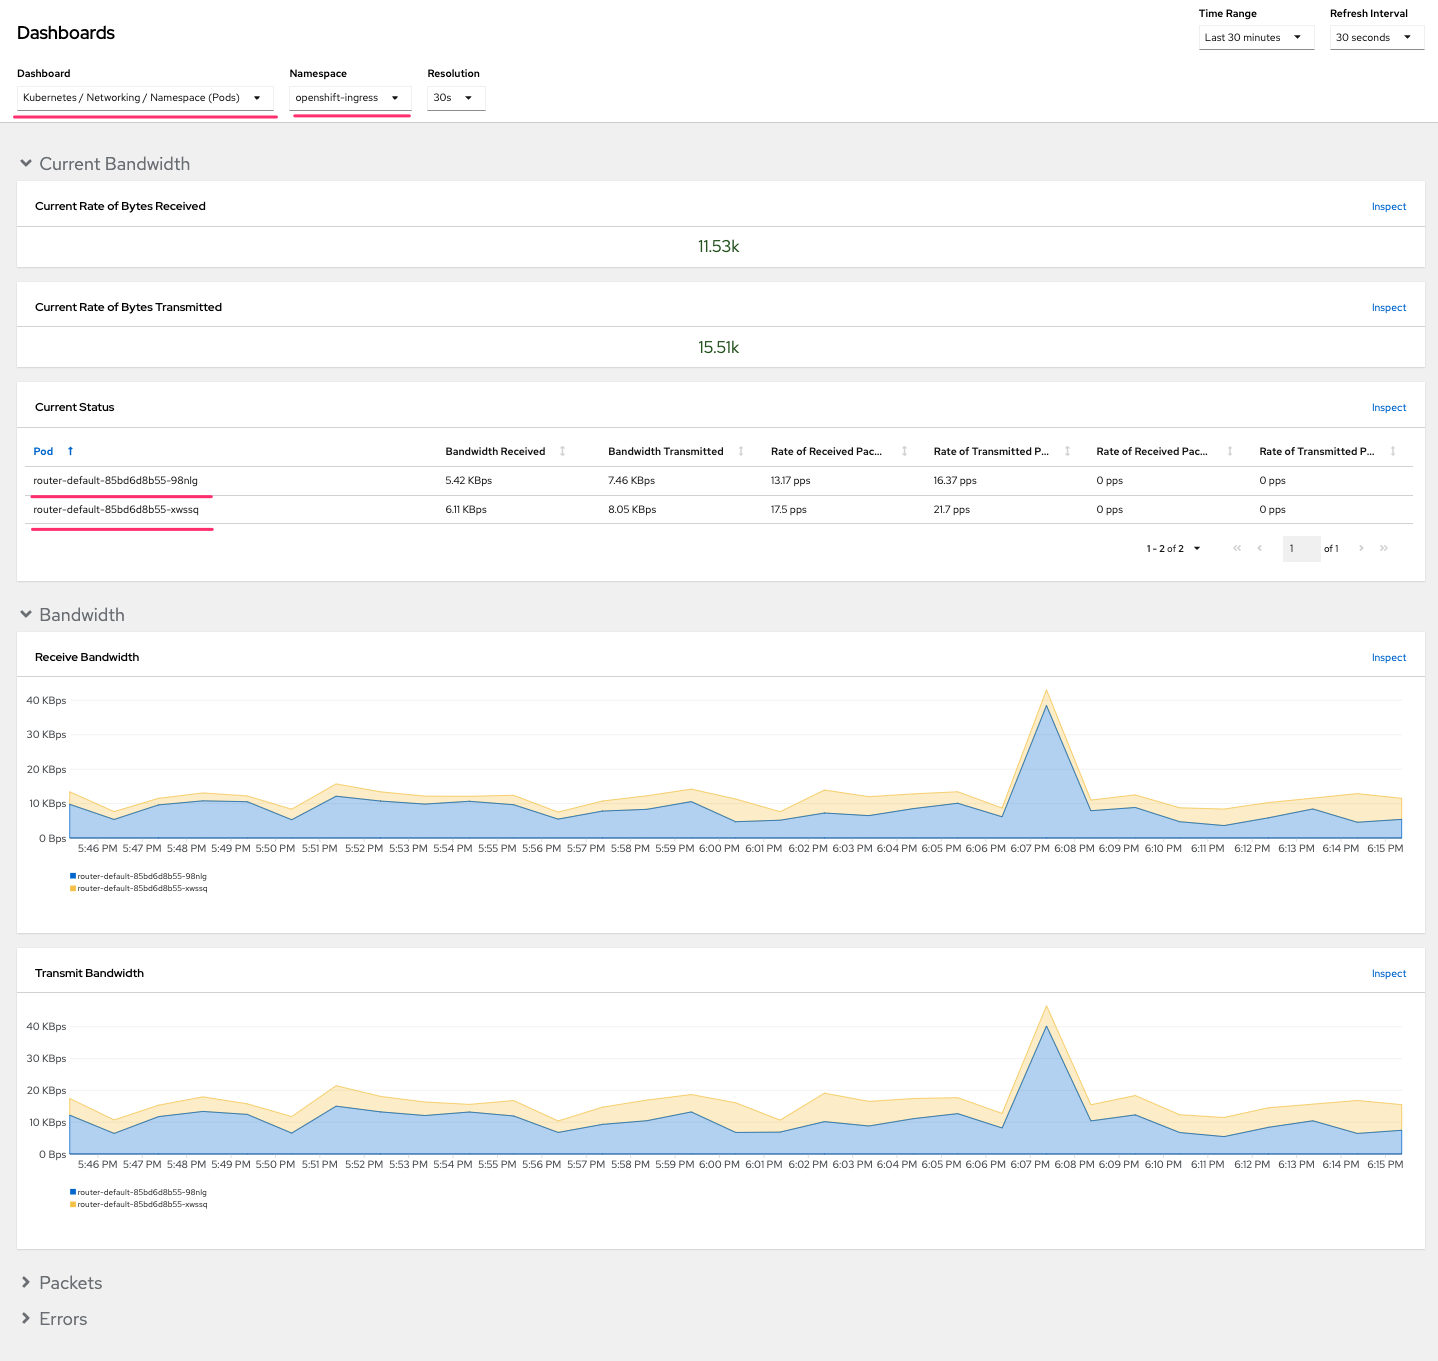 Dashboards
Time Range
Refresh Interval
Last 30 minutes
30 seconds
Dashboard
Namespace
Resolution
Kubernetes / Networking / Namespace (Pods)
openshift-ingress
30s
Current Bandwidth
Current Rate of Bytes Received
Inspect
11.53k
Current Rate of Bytes Transmitted
Inspect
15.51k
Current Status
Inspect
Pod Bandwidth Received Bandwidth Transmitted Rate of Received Pac... Rate of Transmitted P... Rate of Received Pac... Rate of Transmitted P...
router-default-85bd6d8b55-98nlg 5.42 KBps 7.46 KBps 13.17 pps 16.37 pps 0 pps 0 pps
router-default-85bd6d8b55-xwssq 6.11 KBps 8.05 KBps 17.5 pps 21.7 pps 0 pps 0 pps
1 - 2 of 2 1 of 1
Bandwidth
Receive Bandwidth
Inspect
40 KBps
30 KBps
20 KBps
10 KBps
0 Bps
5:46 PM 5:47 PM 5:48 PM 5:49 PM 5:50 PM 5:51 PM 5:52 PM 5:53 PM 5:54 PM 5:55 PM 5:56 PM 5:57 PM 5:58 PM 5:59 PM 6:00 PM 6:01 PM 6:02 PM 6:03 PM 6:04 PM 6:05 PM 6:06 PM 6:07 PM 6:08 PM 6:09 PM 6:10 PM 6:11 PM 6:12 PM 6:13 PM 6:14 PM 6:15 PM
router-default-85bd6d8b55-98nlg
router-default-85bd6d8b55-xwssq
Transmit Bandwidth
Inspect
40 KBps
30 KBps
20 KBps
10 KBps
0 Bps
5:46 PM 5:47 PM 5:48 PM 5:49 PM 5:50 PM 5:51 PM 5:52 PM 5:53 PM 5:54 PM 5:55 PM 5:56 PM 5:57 PM 5:58 PM 5:59 PM 6:00 PM 6:01 PM 6:02 PM 6:03 PM 6:04 PM 6:05 PM 6:06 PM 6:07 PM 6:08 PM 6:09 PM 6:10 PM 6:11 PM 6:12 PM 6:13 PM 6:14 PM 6:15 PM
router-default-85bd6d8b55-98nlg
router-default-85bd6d8b55-xwssq
Packets
Errors